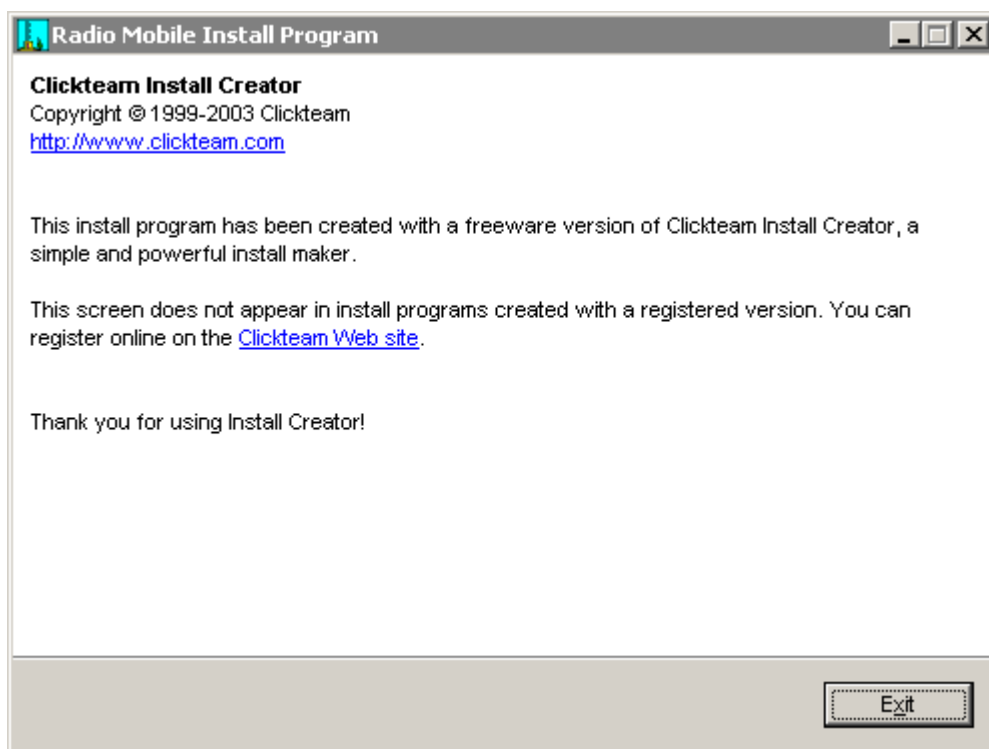 Radio Mobile Install Program
Clickteam Install Creator
Copyright © 1999-2003 Clickteam
http://www.clickteam.com
This install program has been created with a freeware version of Clickteam Install Creator, a
simple and powerful install maker.
This screen does not appear in install programs created with a registered version. You can
register online on the Clickteam Web site.
Thank you for using Install Creator!
Exit